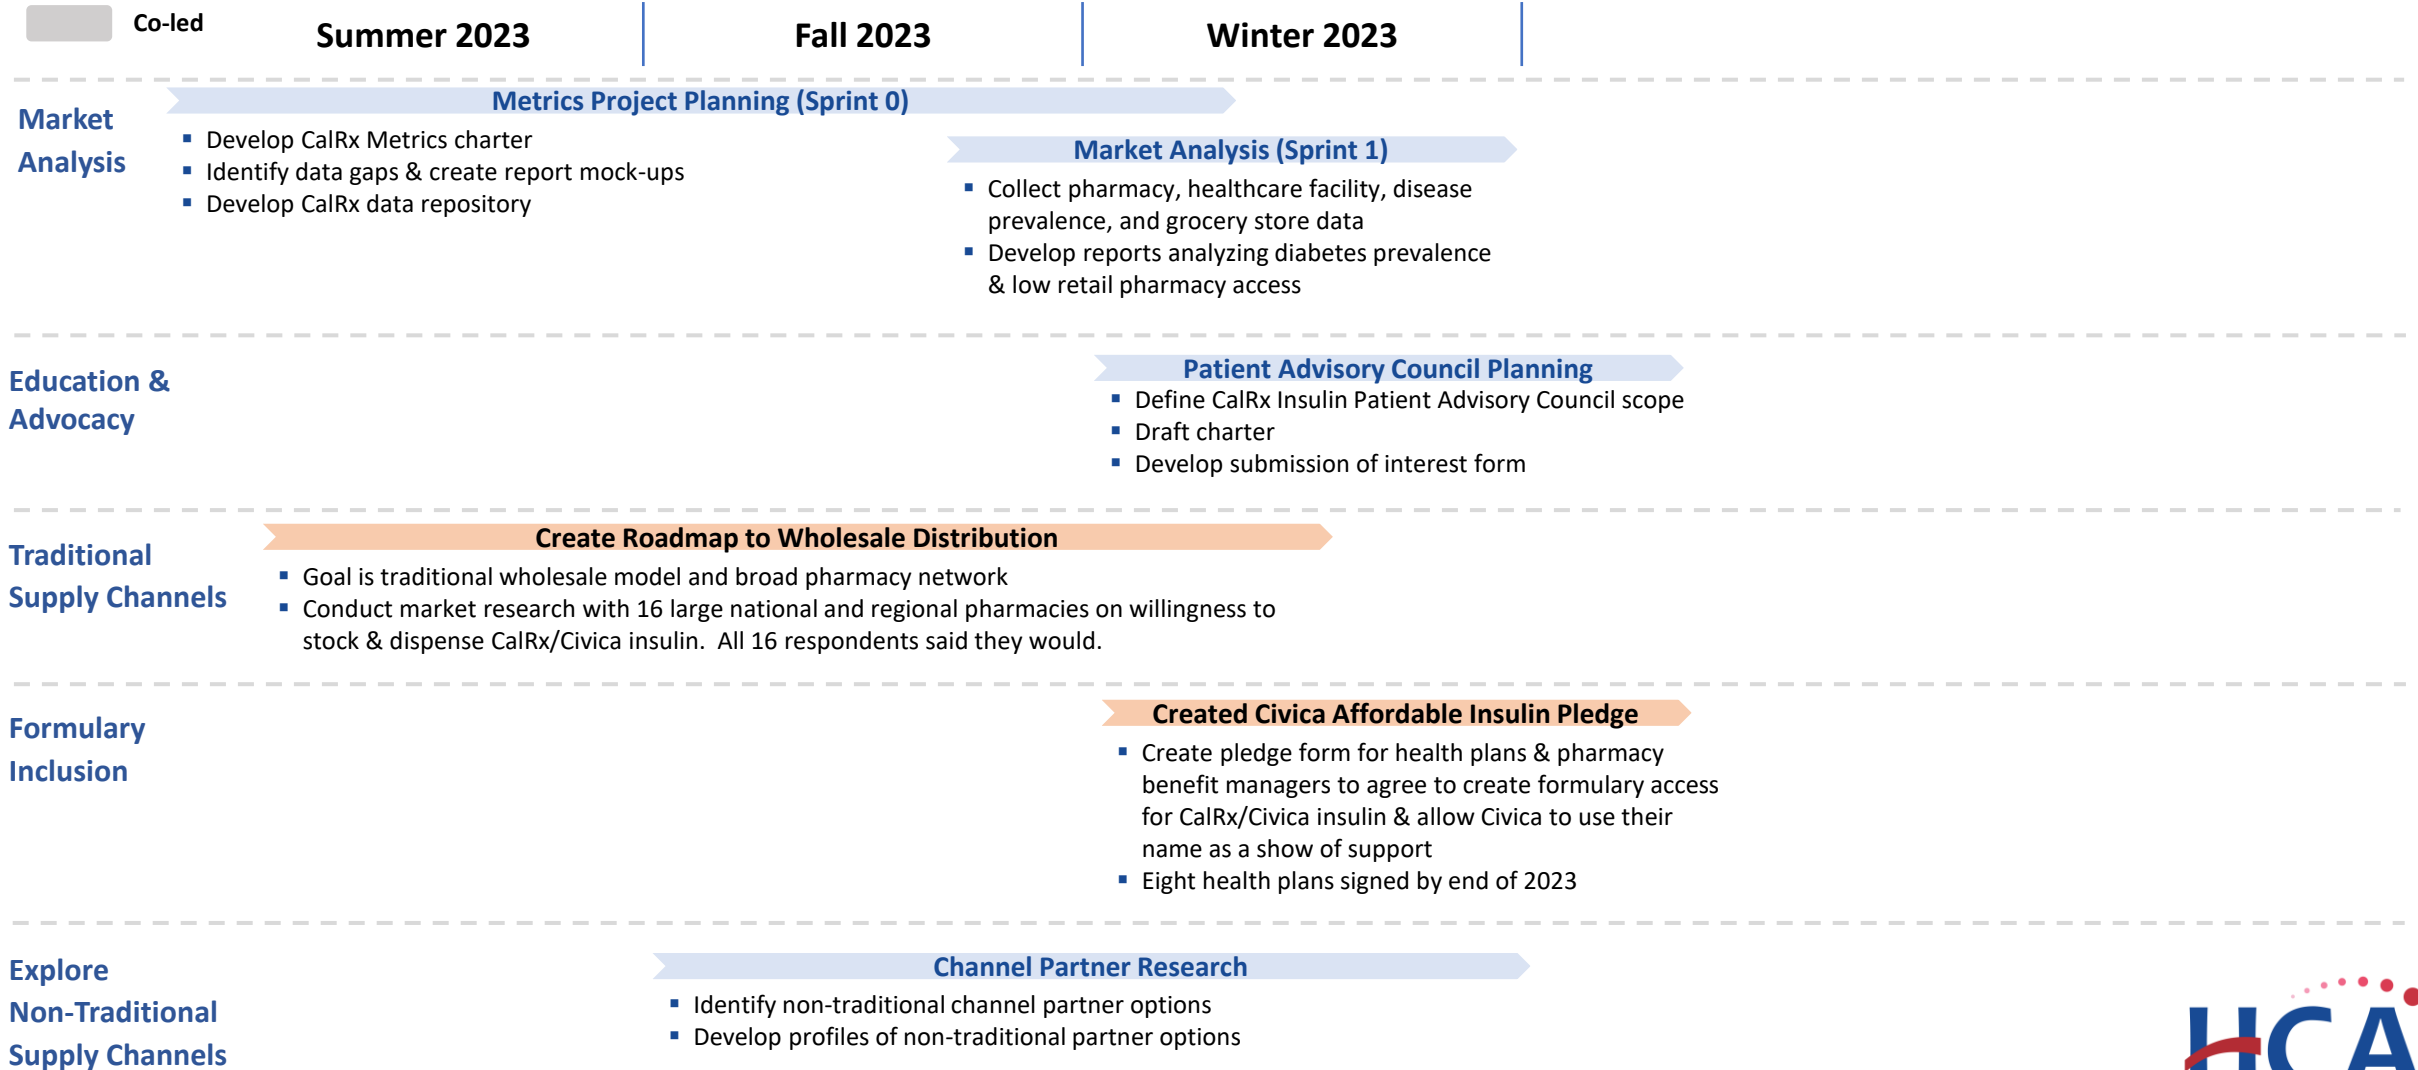 Co-led
Summer 2023
Fall 2023
Winter 2023
Market
Analysis
Metrics Project Planning (Sprint 0)
▪ Develop CalRx Metrics charter
▪ Identify data gaps & create report mock-ups
▪ Develop CalRx data repository
Market Analysis (Sprint 1)
▪ Collect pharmacy, healthcare facility, disease
prevalence, and grocery store data
▪ Develop reports analyzing diabetes prevalence
& low retail pharmacy access
Education &
Advocacy
Patient Advisory Council Planning
▪ Define CalRx Insulin Patient Advisory Council scope
▪ Draft charter
▪ Develop submission of interest form
Traditional
Supply Channels
Create Roadmap to Wholesale Distribution
▪ Goal is traditional wholesale model and broad pharmacy network
▪ Conduct market research with 16 large national and regional pharmacies on willingness to
stock & dispense CalRx/Civica insulin.  All 16 respondents said they would.
Formulary
Inclusion
Created Civica Affordable Insulin Pledge
▪ Create pledge form for health plans & pharmacy
benefit managers to agree to create formulary access
for CalRx/Civica insulin & allow Civica to use their
name as a show of support
▪ Eight health plans signed by end of 2023
Explore
Non-Traditional
Supply Channels
Channel Partner Research
▪ Identify non-traditional channel partner options
▪ Develop profiles of non-traditional partner options
HCA